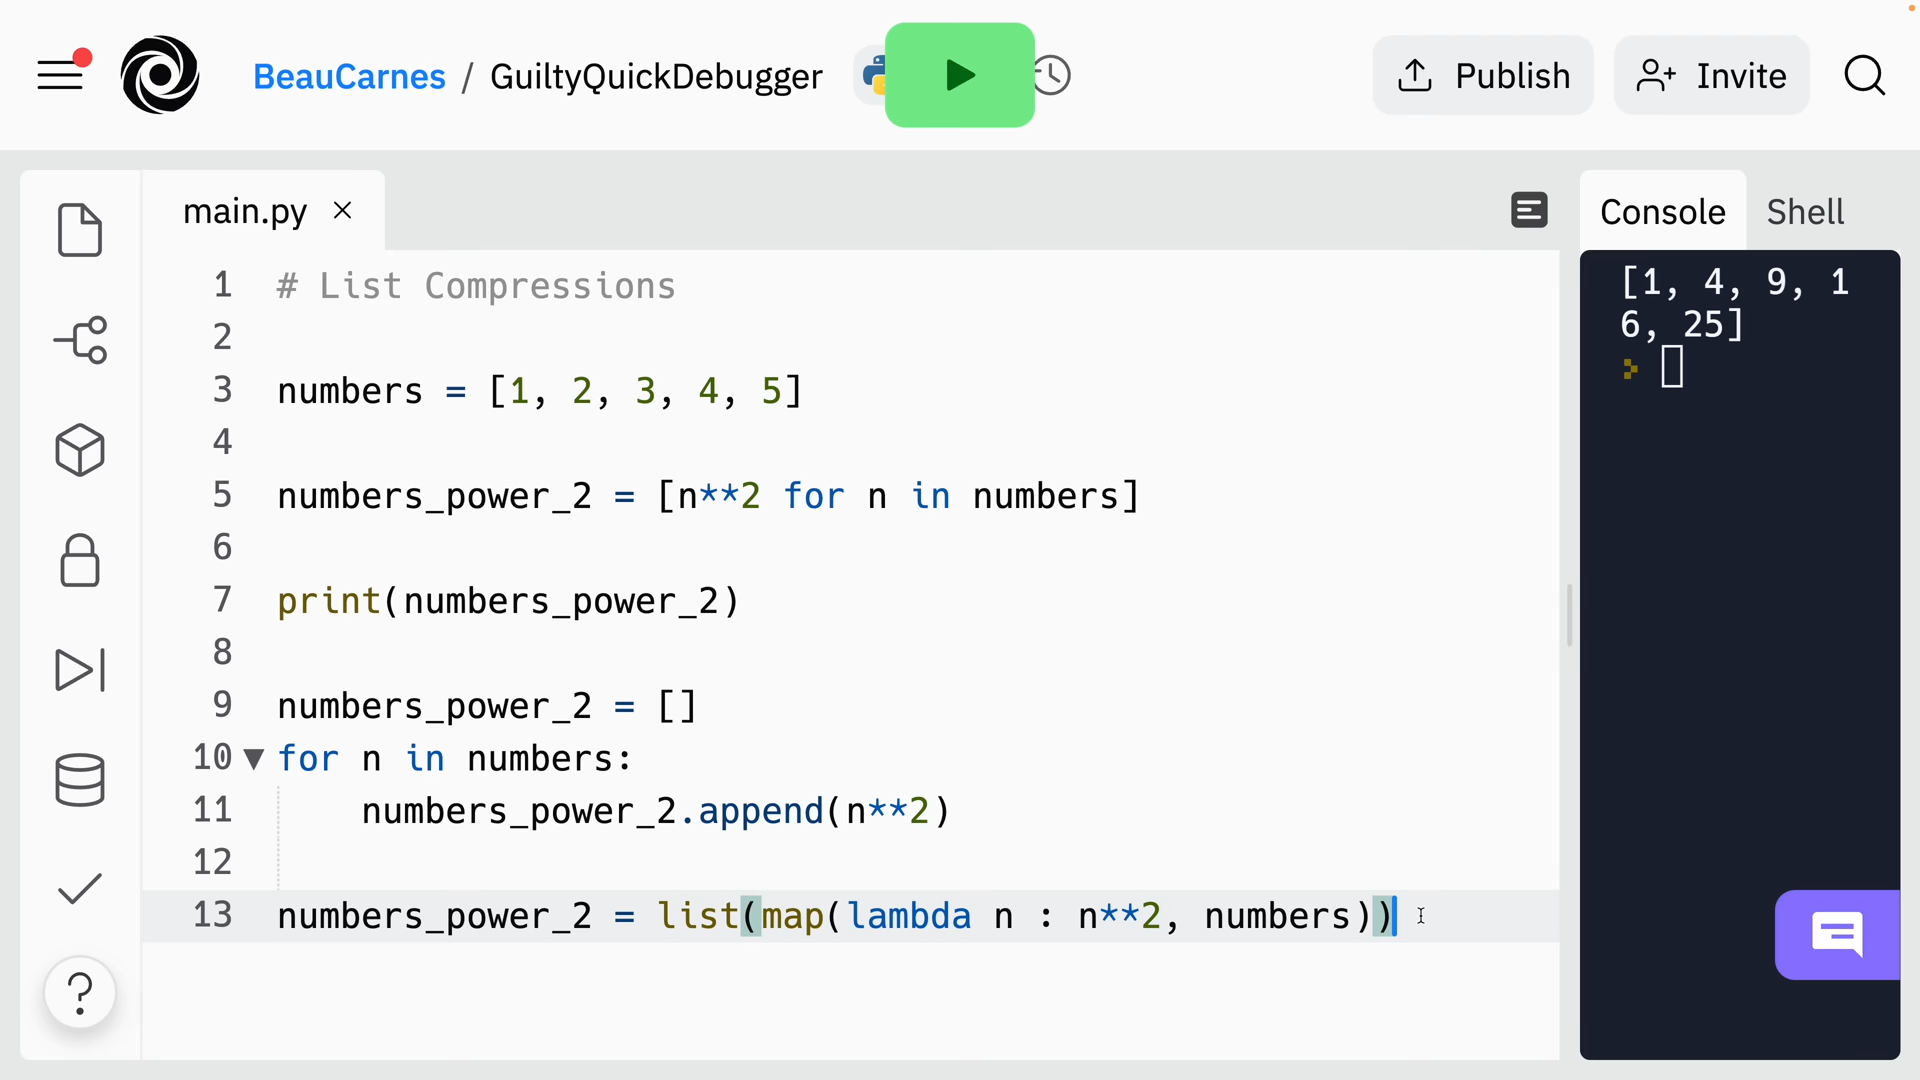 BeauCarnes / GuiltyQuickDebugger
Publish
Invite
main.py ×
Console
Shell
1 # List Compressions
2
3 numbers = [1, 2, 3, 4, 5]
4
5 numbers_power_2 = [n**2 for n in numbers]
6
7 print(numbers_power_2)
8
9 numbers_power_2 = []
10 for n in numbers:
11 numbers_power_2.append(n**2)
12
13 numbers_power_2 = list(map(lambda n : n**2, numbers))
[1, 4, 9, 1
6, 25]
?